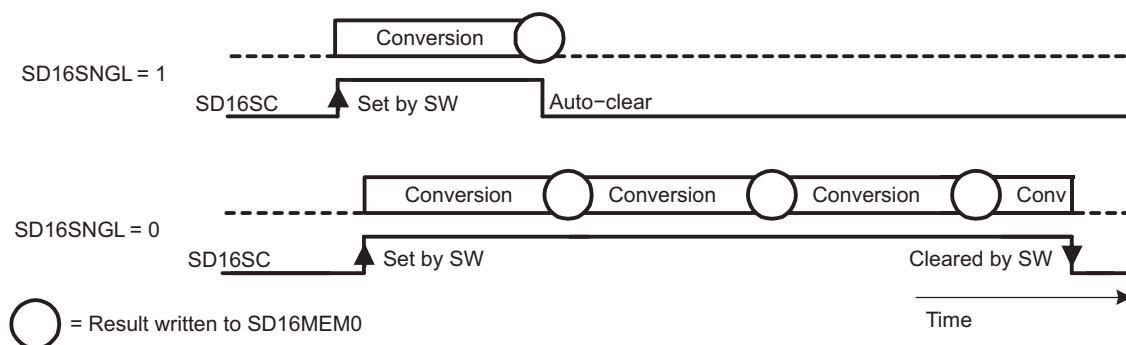 Conversion
SD16SNGL = 1
SD16SC Set by SW Auto−clear
Conversion Conversion Conversion Conv
SD16SNGL = 0
SD16SC Set by SW Cleared by SW
= Result written to SD16MEM0
Time